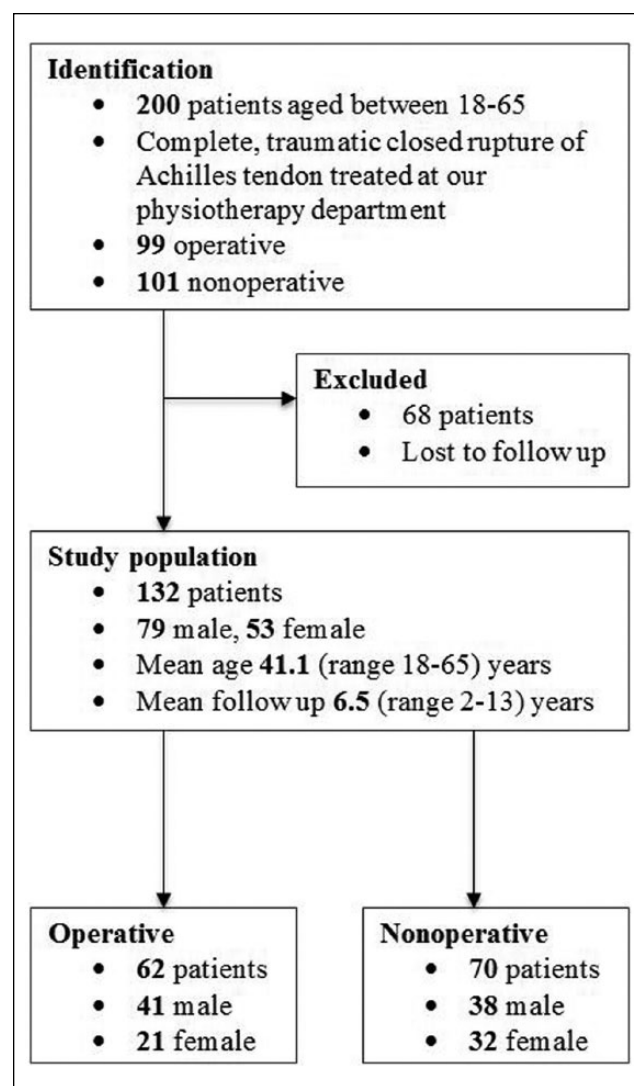 Identification
• 200 patients aged between 18-65
• Complete, traumatic closed rupture of
Achilles tendon treated at our
physiotherapy department
• 99 operative
• 101 nonoperative
Excluded
• 68 patients
• Lost to follow up
Study population
• 132 patients
• 79 male, 53 female
• Mean age 41.1 (range 18-65) years
• Mean follow up 6.5 (range 2-13) years
Operative
• 62 patients
• 41 male
• 21 female
Nonoperative
• 70 patients
• 38 male
• 32 female